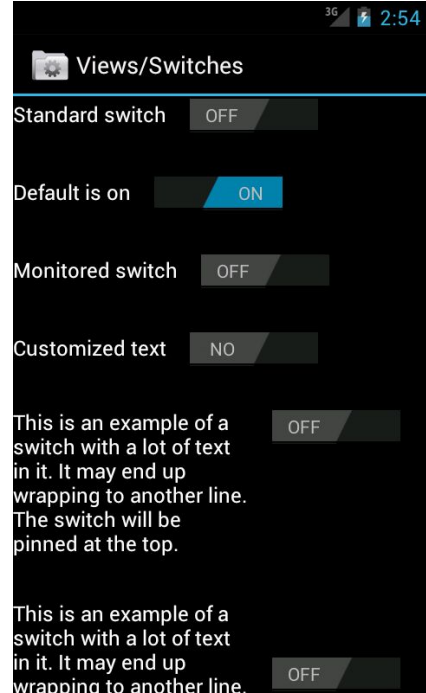 3G 2:54
Views/Switches
Standard switch OFF
Default is on ON
Monitored switch OFF
Customized text NO
This is an example of a OFF
switch with a lot of text
in it. It may end up
wrapping to another line.
The switch will be
pinned at the top.
This is an example of a
switch with a lot of text
in it. It may end up OFF
wrapping to another line.